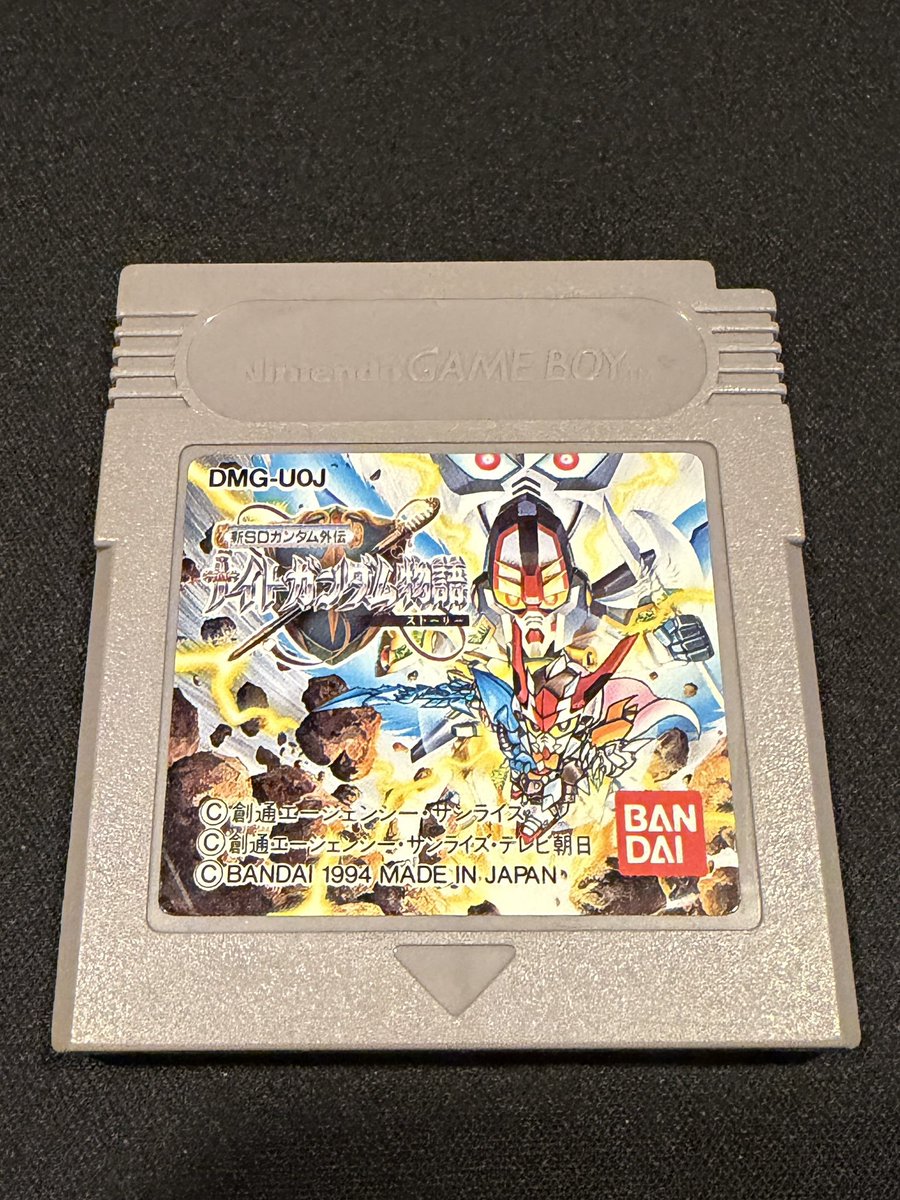 Nintendo GAME BOY TM
DMG-U0J
新SDガンダム外伝
ナイトガンダム物語
ストーリー
©創通エージェンシー・サンライズ
©創通エージェンシー・サンライズ・テレビ朝日
©BANDAI 1994 MADE IN JAPAN
BAN
DAI